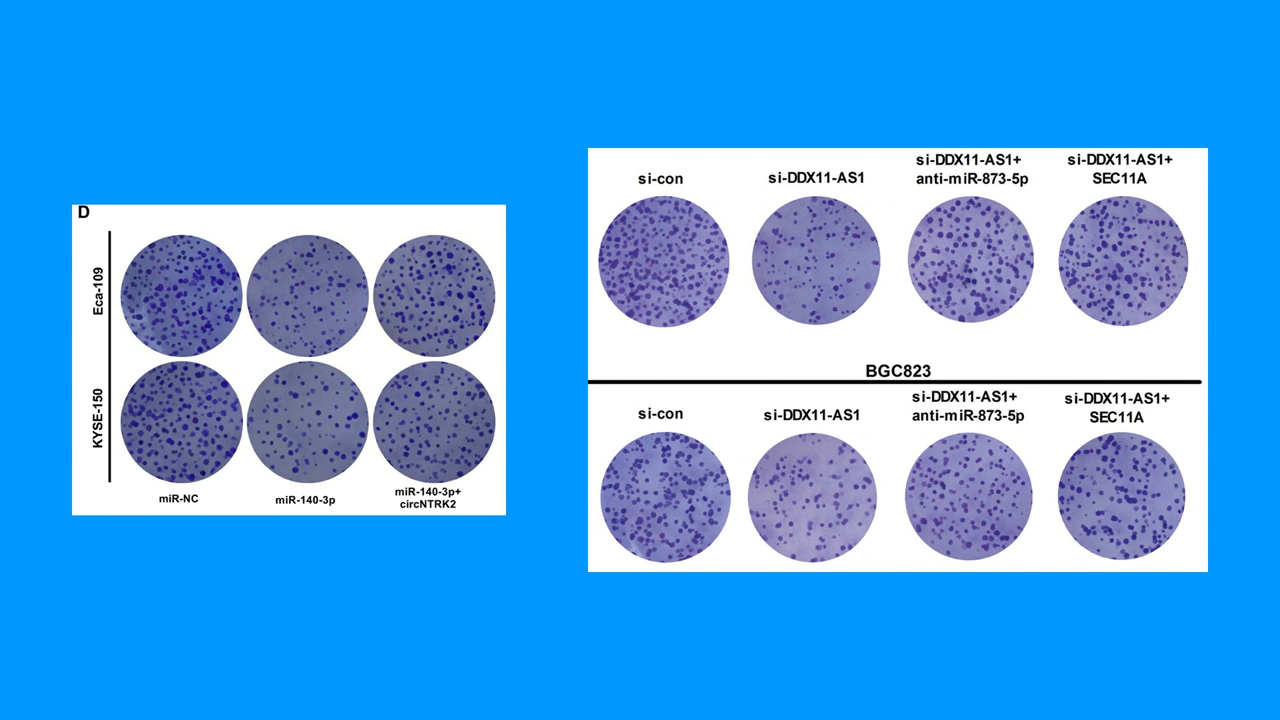 D
Eca-109
KYSE-150
miR-NC
miR-140-3p
miR-140-3p+
circNTRK2
si-con
si-DDX11-AS1
si-DDX11-AS1+
anti-miR-873-5p
si-DDX11-AS1+
SEC11A
BGC823
si-con
si-DDX11-AS1
si-DDX11-AS1+
anti-miR-873-5p
si-DDX11-AS1+
SEC11A